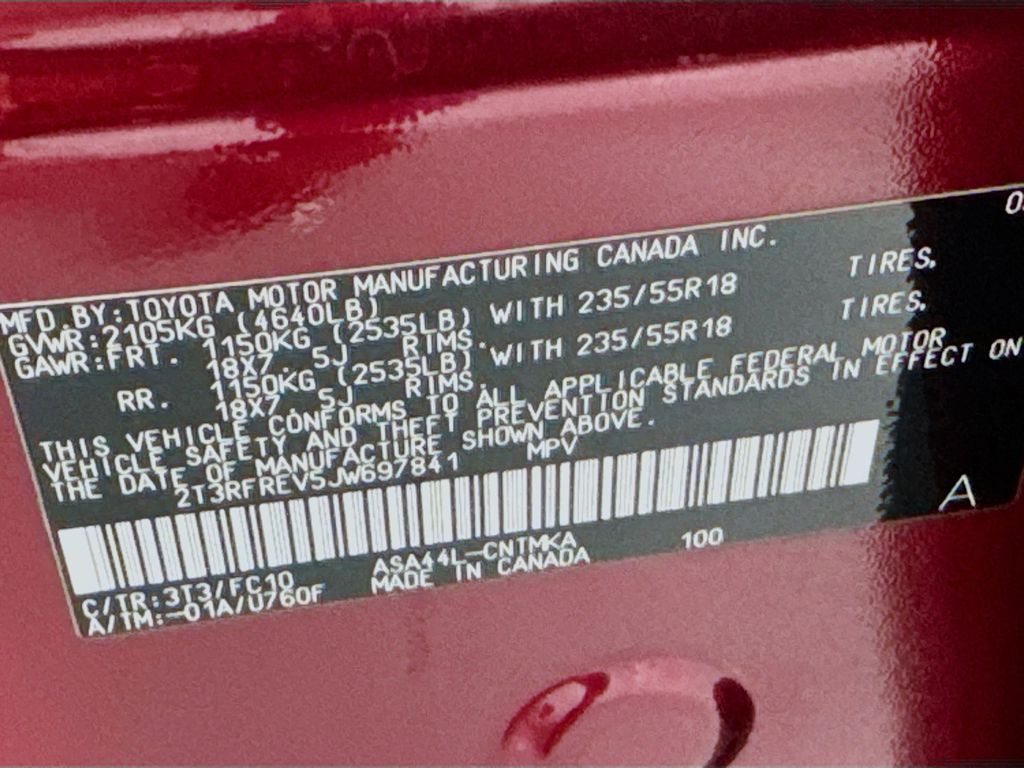 MFD.BY:TOYOTA MOTOR MANUFACTURING CANADA INC.
GVWR:2105KG (4640LB)
GAWR:FRT. 1150KG (2535LB) WITH 235/55R18 TIRES,
18X7.5J RIMS.
RR. 1150KG (2535LB) WITH 235/55R18 TIRES,
18X7.5J RIMS.
THIS VEHICLE CONFORMS TO ALL APPLICABLE FEDERAL MOTOR
VEHICLE SAFETY AND THEFT PREVENTION STANDARDS IN EFFECT ON
THE DATE OF MANUFACTURE SHOWN ABOVE.
2T3RFREV5JW697841 MPV
A
C/TR:3T3/FC10 ASA44L-CNTMKA 100
A/TM:-01A/U760F MADE IN CANADA